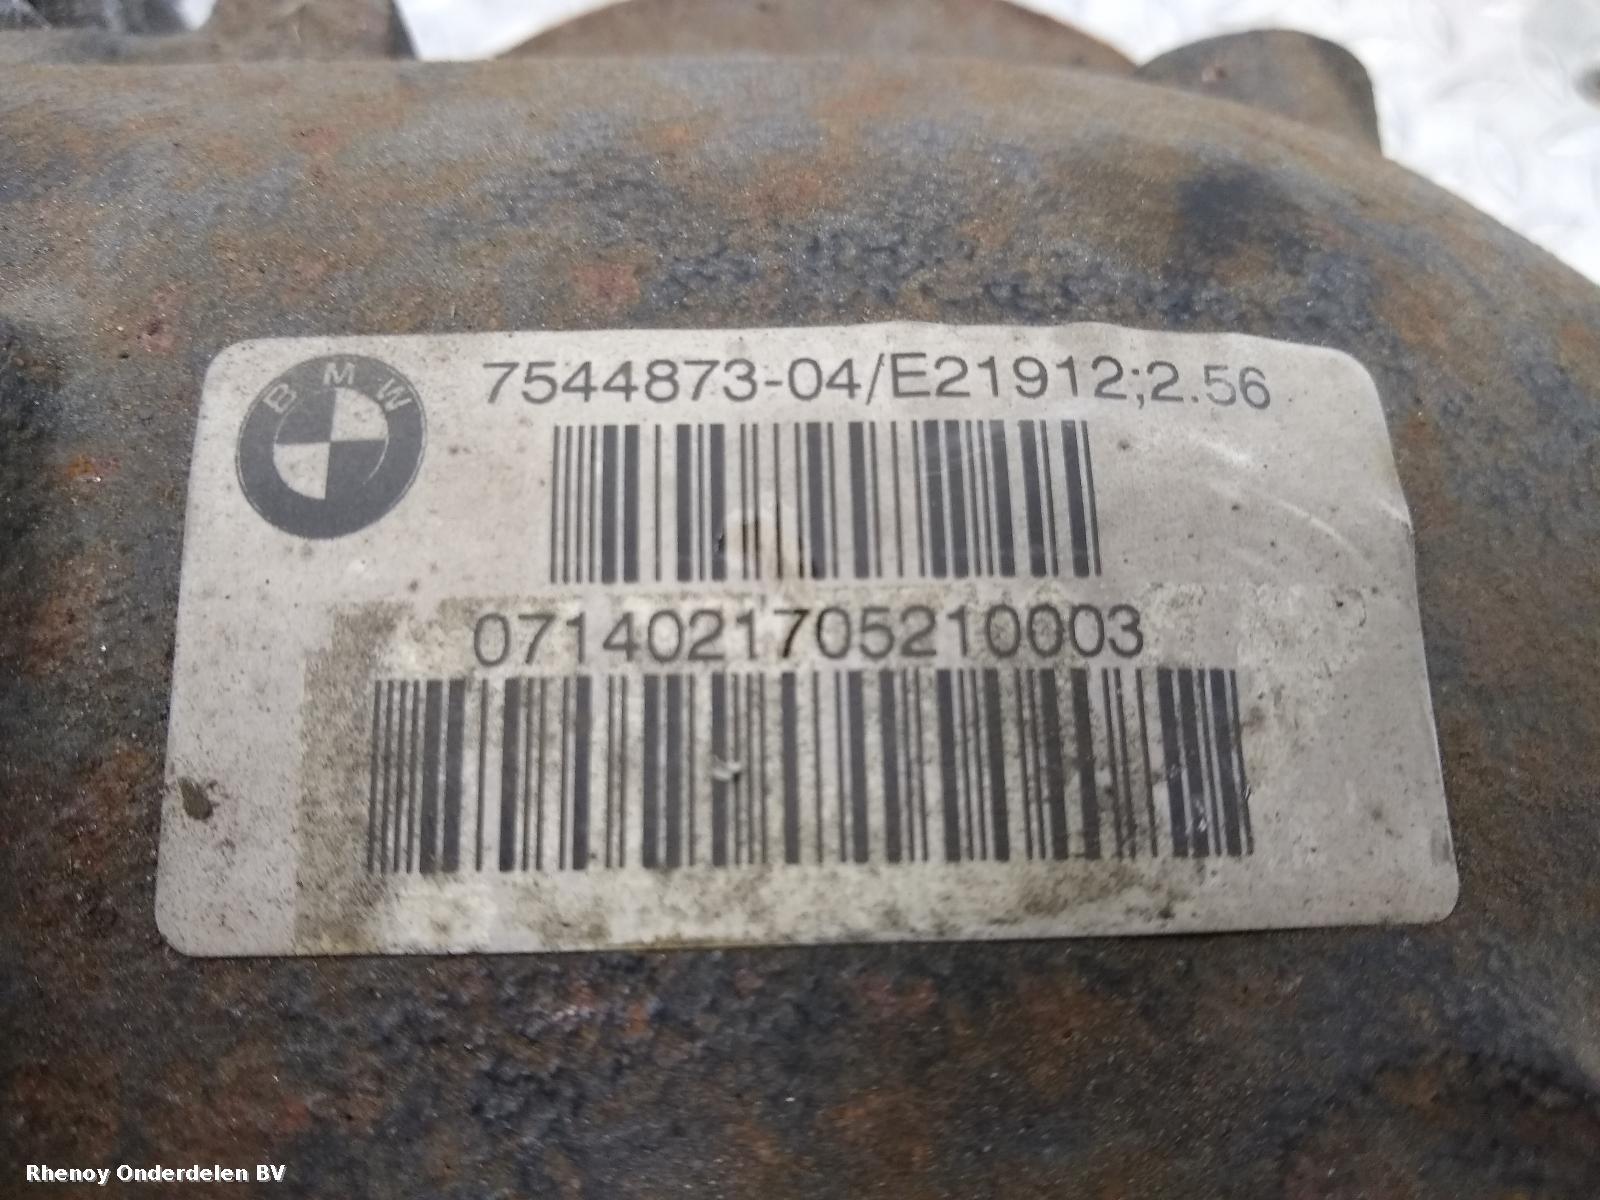 BMW
7544873-04/E21912;2.56
0714021705210003
Rhenoy Onderdelen BV